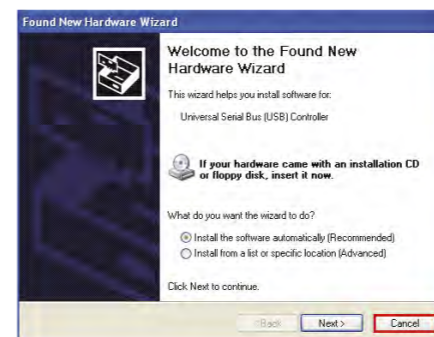 Found New Hardware Wizard
Welcome to the Found New
Hardware Wizard
This wizard helps you install software for:
Universal Serial Bus (USB) Controller
If your hardware came with an installation CD
or floppy disk, insert it now.
What do you want the wizard to do?
Install the software automatically (Recommended)
Install from a list or specific location (Advanced)
Click Next to continue.
< Back Next > Cancel